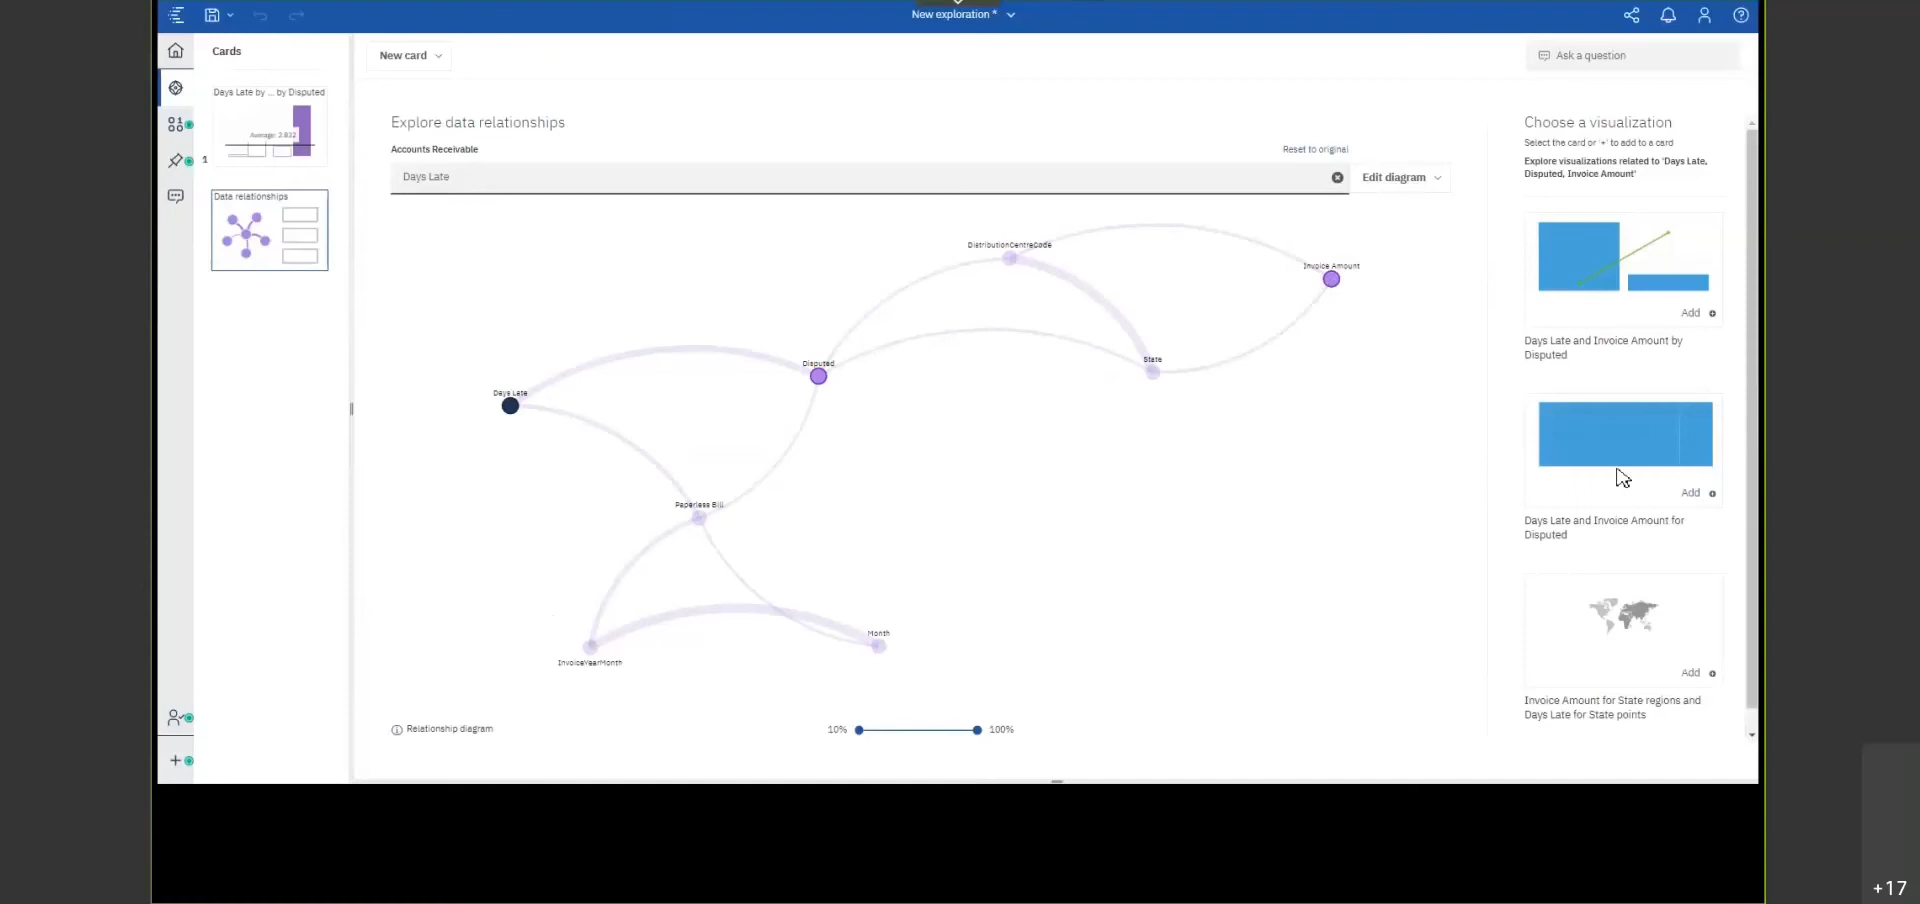 New exploration *
Cards
New card
Ask a question
Days Late by ... by Disputed
Average: 2.822
1
Data relationships
Explore data relationships
Accounts Receivable
Reset to original
Days Late
Edit diagram
DistributionCentreCode
Invoice Amount
Disputed
State
Days Late
Paperless Bill
Month
InvoiceYearMonth
Relationship diagram
10%
100%
Choose a visualization
Select the card or '+' to add to a card
Explore visualizations related to 'Days Late,
Disputed, Invoice Amount'
Add
Days Late and Invoice Amount by
Disputed
Add
Days Late and Invoice Amount for
Disputed
Add
Invoice Amount for State regions and
Days Late for State points
+17